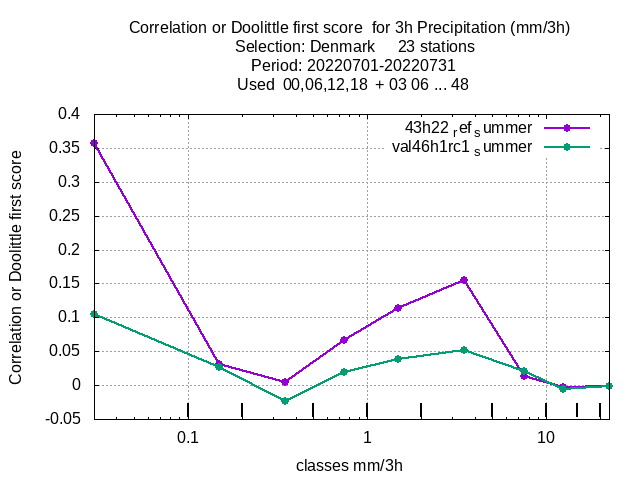 Correlation or Doolittle first score  for 3h Precipitation (mm/3h)
Selection: Denmark     23 stations
Period: 20220701-20220731
Used  00,06,12,18  + 03 06 ... 48
0.4
0.35
0.3
0.25
0.2
0.15
0.1
0.05
0
-0.05
Correlation or Doolittle first score
43h22 ref summer
val46h1rc1 summer
0.1
1
10
classes mm/3h